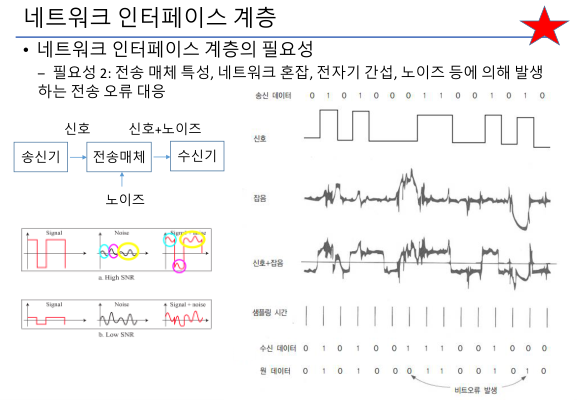 네트워크 인터페이스 계층
• 네트워크 인터페이스 계층의 필요성
– 필요성 2: 전송 매체 특성, 네트워크 혼잡, 전자기 간섭, 노이즈 등에 의해 발생
하는 전송 오류 대응
신호 신호+노이즈
송신기 전송매체 수신기
노이즈
Signal Noise Signal + noise
a. High SNR
Signal Noise Signal + noise
b. Low SNR
송신 데이터 0 1 0 1 0 0 0 1 1 0 0 1 0 1 0
신호
잡음
신호+잡음
샘플링 시간
수신 데이터 0 1 0 1 0 0 1 1 1 0 0 1 0 0 0
원 데이터 0 1 0 1 0 0 0 1 1 0 0 1 0 1 0
비트오류 발생